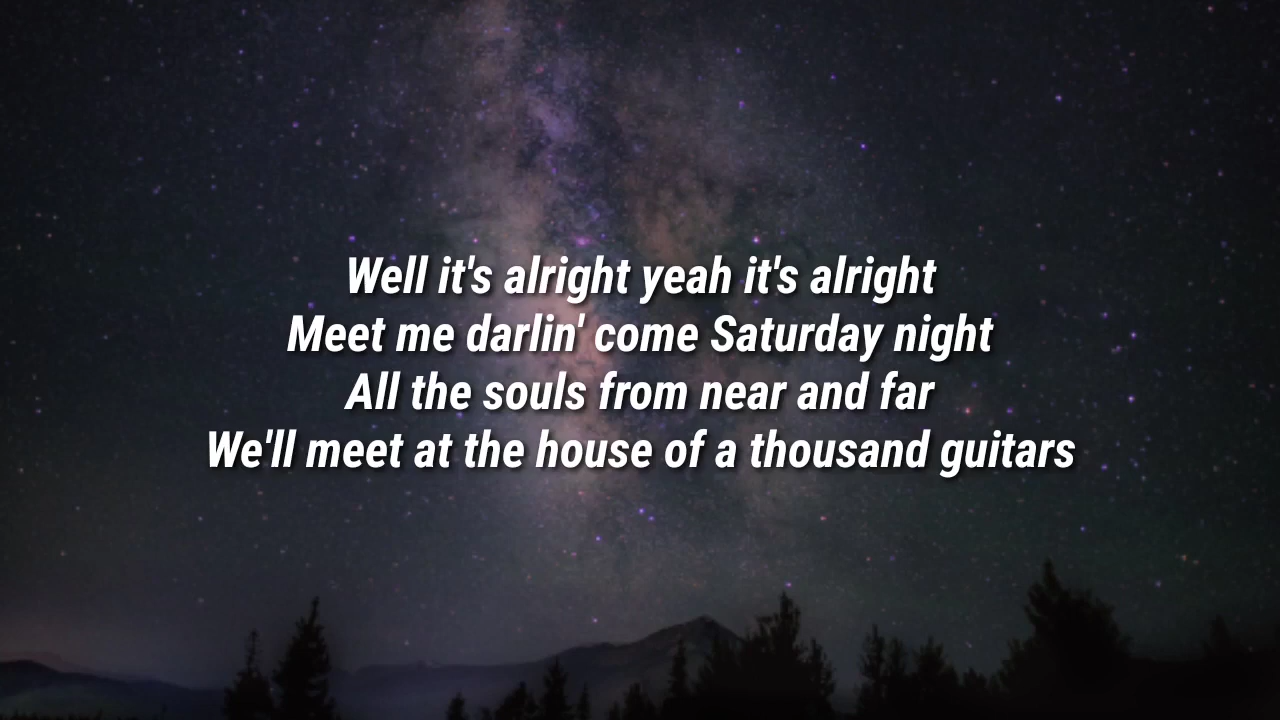 Well it's alright yeah it's alright
Meet me darlin' come Saturday night
All the souls from near and far
We'll meet at the house of a thousand guitars